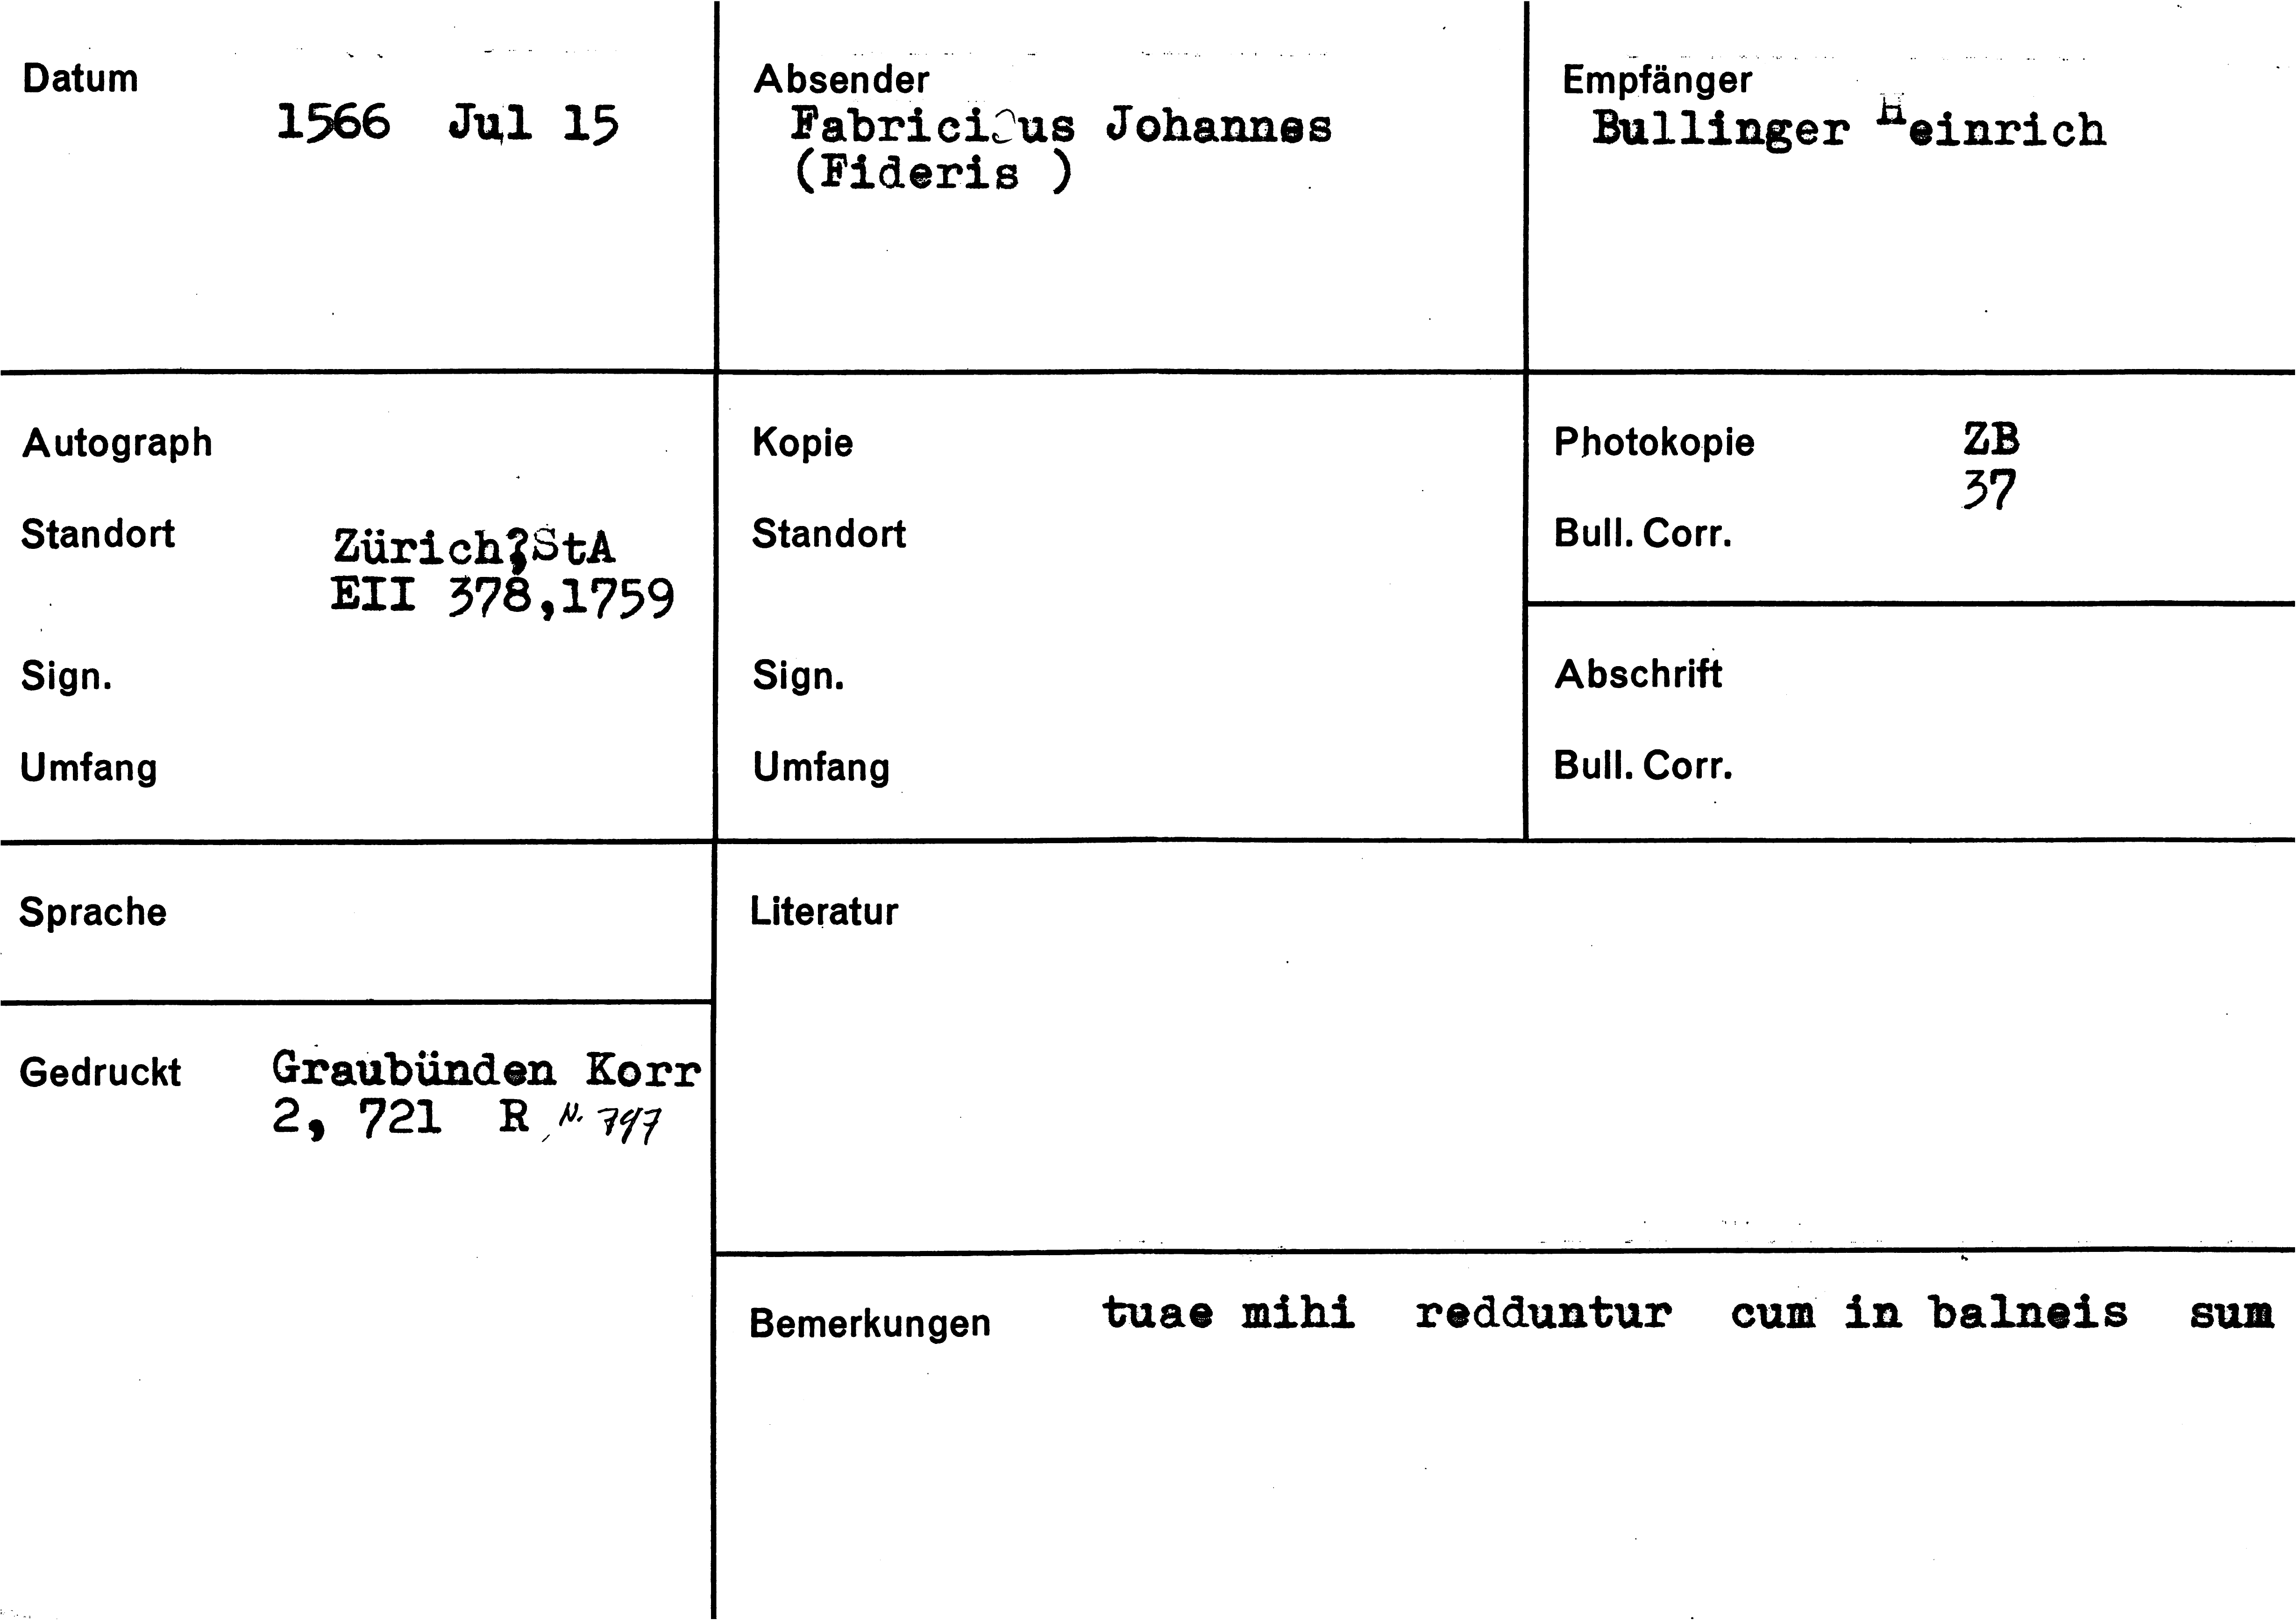 Datum
1566 Jul 15
Absender
Fabricius Johannes
(Fideris )
Empfänger
Bullinger Heinrich
Autograph
Standort
Zürich,StA
EII 378,1759
Sign.
Umfang
Kopie
Standort
Sign.
Umfang
Photokopie ZB
37
Bull. Corr.
Abschrift
Bull. Corr.
Sprache
Gedruckt Graubünden Korr
2, 721 R, N. 797
Literatur
Bemerkungen tuae mihi redduntur cum in balneis sum